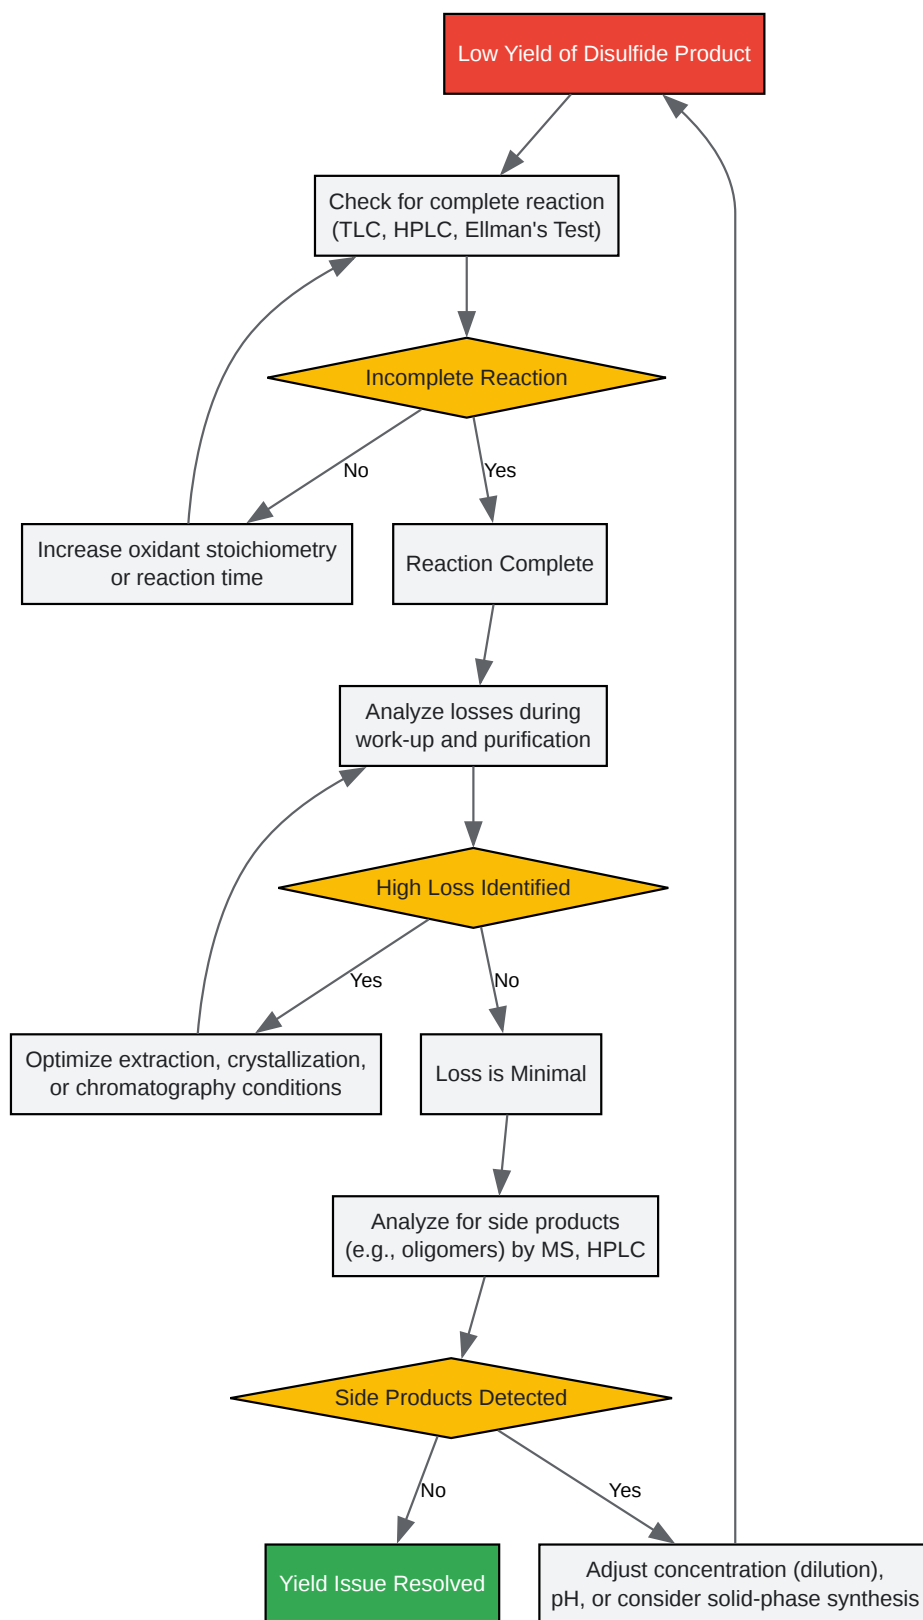 Low Yield of Disulfide Product
Check for complete reaction
(TLC, HPLC, Ellman's Test)
Incomplete Reaction
No
Yes
Increase oxidant stoichiometry
or reaction time
Reaction Complete
Analyze losses during
work-up and purification
High Loss Identified
Yes
No
Optimize extraction, crystallization,
or chromatography conditions
Loss is Minimal
Analyze for side products
(e.g., oligomers) by MS, HPLC
Side Products Detected
No
Yes
Yield Issue Resolved
Adjust concentration (dilution),
pH, or consider solid-phase synthesis